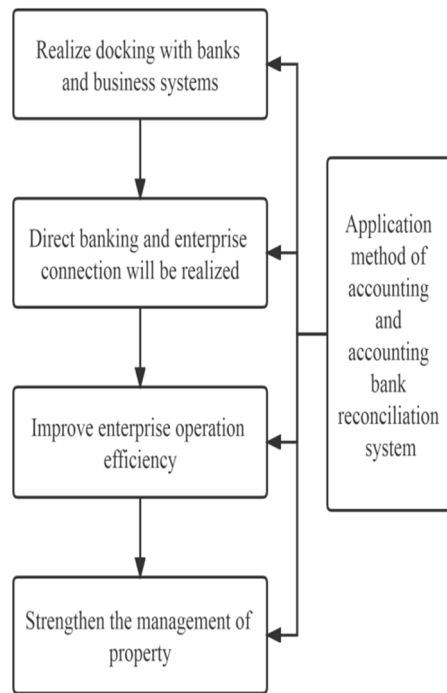 Realize docking with banks
and business systems
Direct banking and enterprise
connection will be realized
Improve enterprise operation
efficiency
Strengthen the management of
property
Application
method of
accounting
and
accounting
bank
reconciliation
system